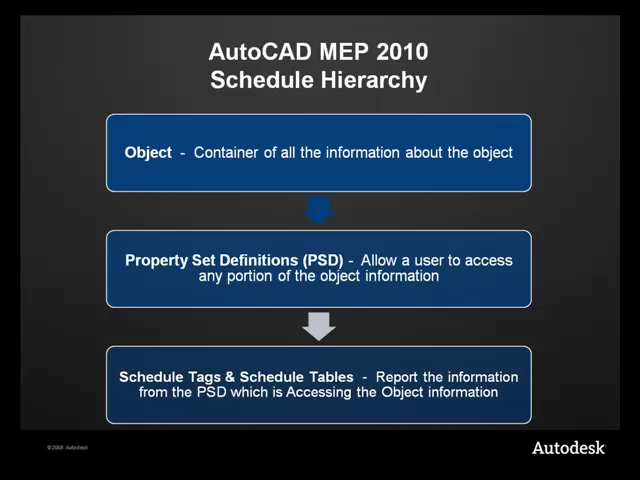 AutoCAD MEP 2010
Schedule Hierarchy
Object - Container of all the information about the object
Property Set Definitions (PSD) - Allow a user to access
any portion of the object information
Schedule Tags & Schedule Tables - Report the information
from the PSD which is Accessing the Object information
Autodesk